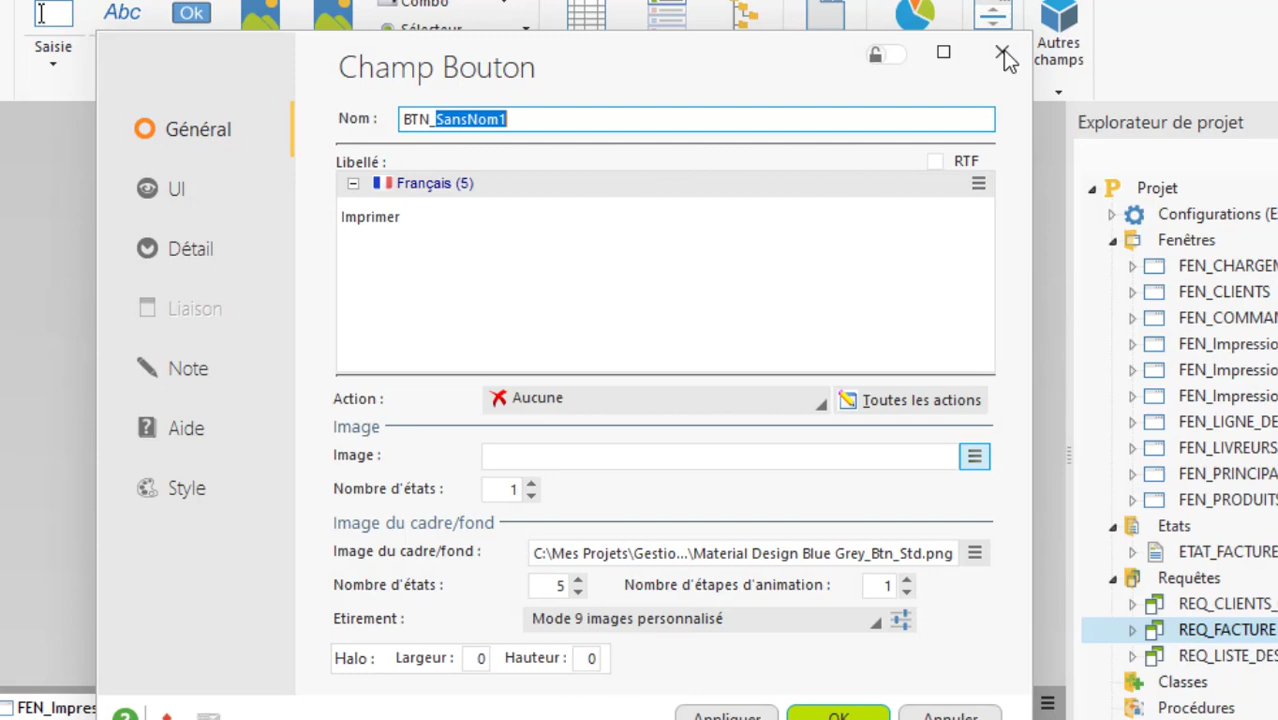 Abc
Ok
Combo
Sélecteur
Saisie
Autres
champs
Champ Bouton
Nom :
BTN_SansNom1
Libellé :
RTF
Français (5)
Imprimer
Général
UI
Détail
Liaison
Note
Aide
Style
Action :
Aucune
Toutes les actions
Image
Image :
Nombre d'états :
1
Image du cadre/fond
Image du cadre/fond :
C:\Mes Projets\Gestio...\Material Design Blue Grey_Btn_Std.png
Nombre d'états :
5
Nombre d'étapes d'animation :
1
Etirement :
Mode 9 images personnalisé
Halo :
Largeur :
0
Hauteur :
0
Appliquer
OK
Annuler
FEN_Impres
Explorateur de projet
Projet
Configurations (E
Fenêtres
FEN_CHARGEM
FEN_CLIENTS
FEN_COMMAN
FEN_Impressio
FEN_Impressio
FEN_Impressio
FEN_LIGNE_DE
FEN_LIVREURS
FEN_PRINCIPA
FEN_PRODUITS
Etats
ETAT_FACTURE
Requêtes
REQ_CLIENTS_
REQ_FACTURE
REQ_LISTE_DES
Classes
Procédures